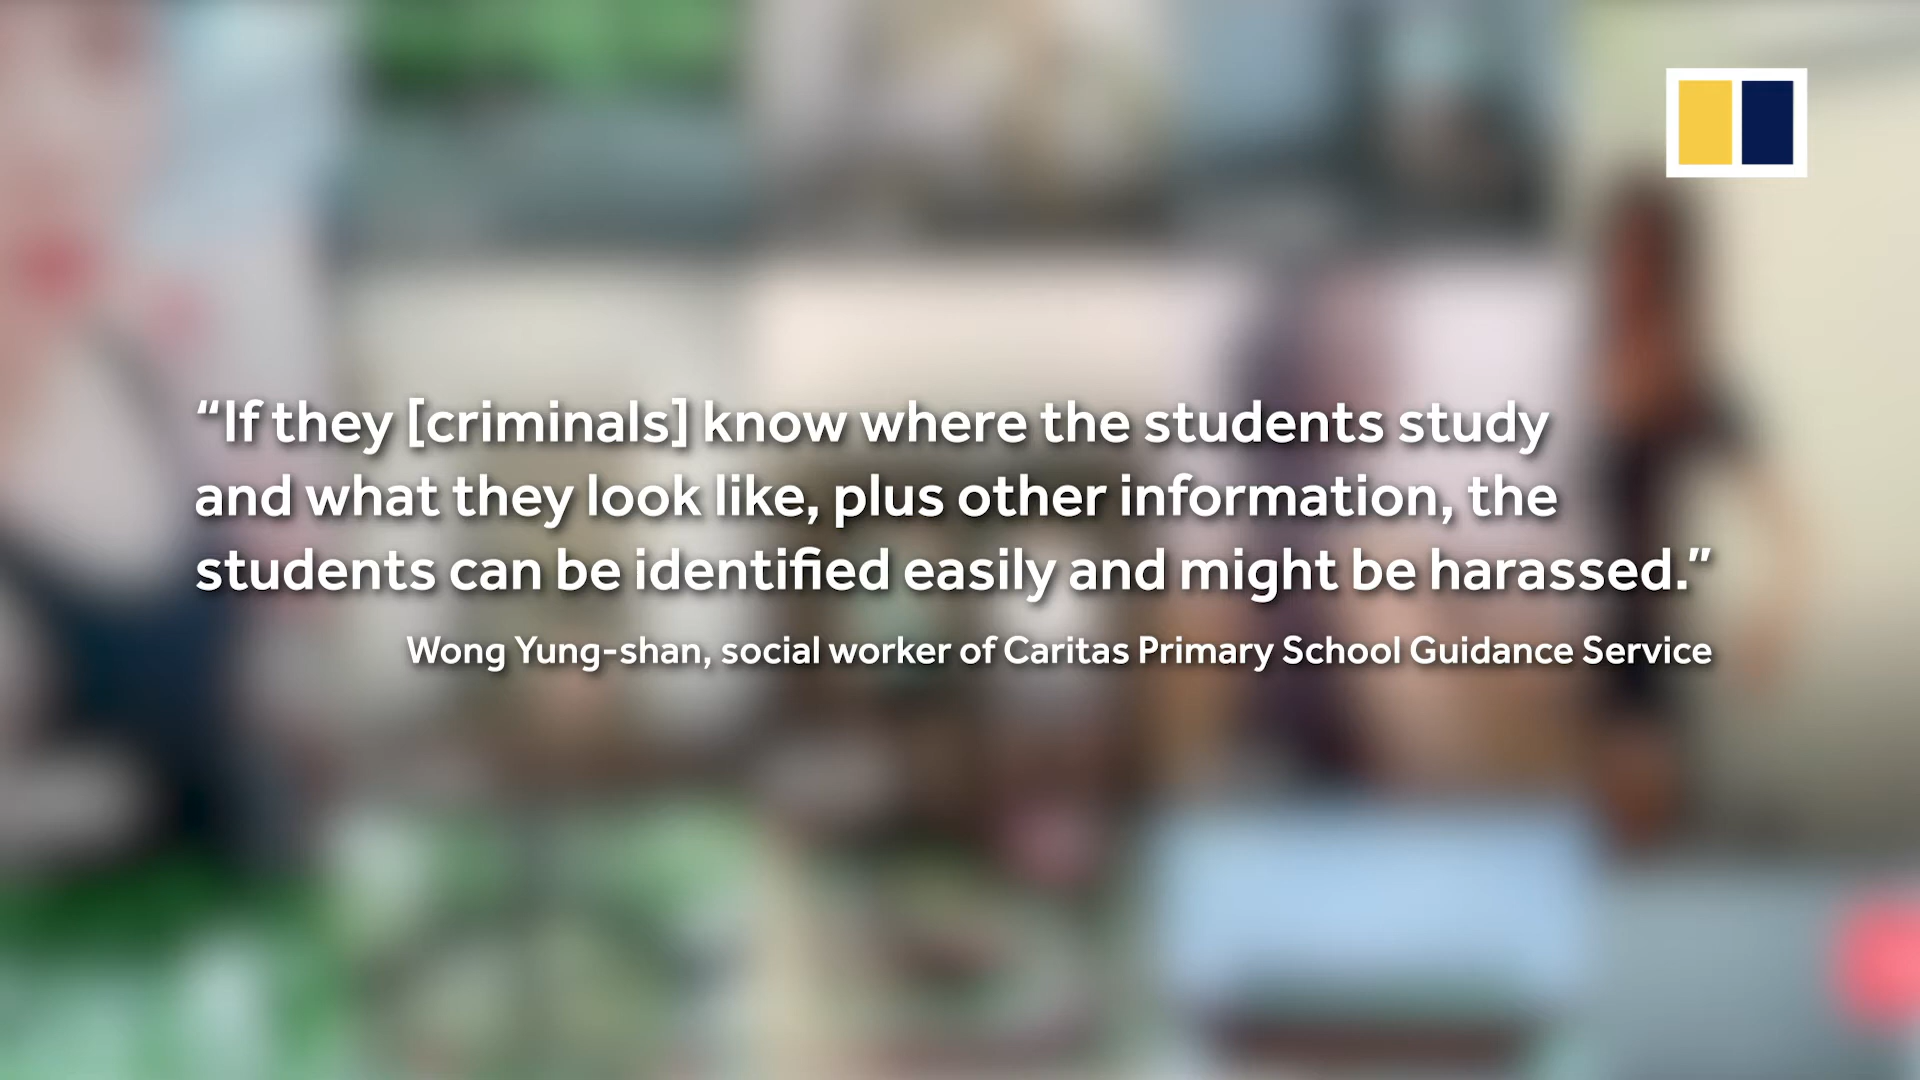 “If they [criminals] know where the students study
and what they look like, plus other information, the
students can be identified easily and might be harassed.”
Wong Yung-shan, social worker of Caritas Primary School Guidance Service